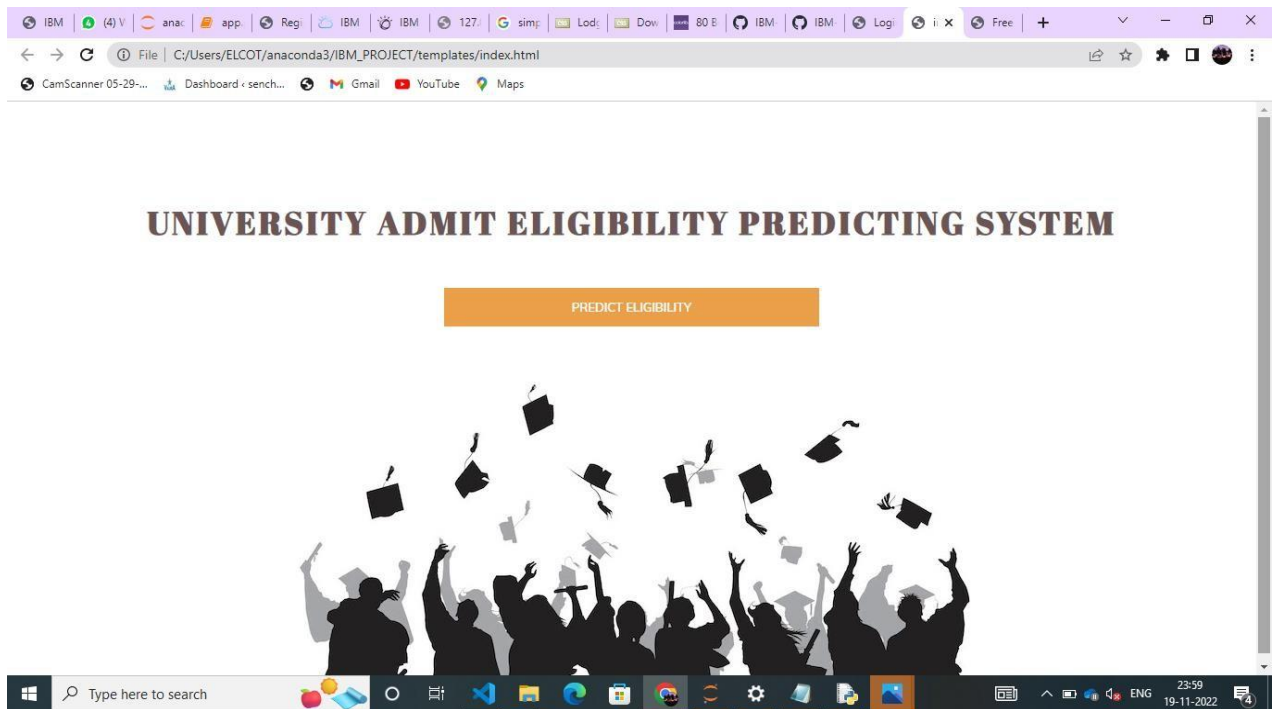 IBM (4) V anac app. Regi IBM IBM 127.( simp Lodg Dow 80 B IBM- IBM- Logi Free
File | C:/Users/ELCOT/anaconda3/IBM_PROJECT/templates/index.html
CamScanner 05-29-... Dashboard ‹ sench... Gmail YouTube Maps
UNIVERSITY ADMIT ELIGIBILITY PREDICTING SYSTEM
PREDICT ELIGIBILITY
Type here to search
ENG
23:59
19-11-2022
4